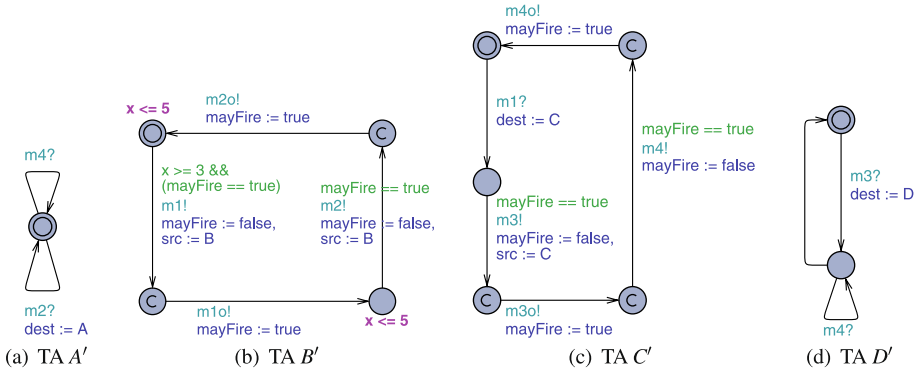 m4?
m2?
dest := A
(a) TA A′
x <= 5
m2o!
mayFire := true
C
x >= 3 &&
(mayFire == true)
m1!
mayFire := false,
src := B
mayFire == true
m2!
mayFire := false,
src := B
C
m1o!
mayFire := true
x <= 5
(b) TA B′
m4o!
mayFire := true
C
m1?
dest := C
mayFire == true
m4!
mayFire := false
mayFire == true
m3!
mayFire := false,
src := C
C
C
m3o!
mayFire := true
(c) TA C′
m3?
dest := D
m4?
(d) TA D′